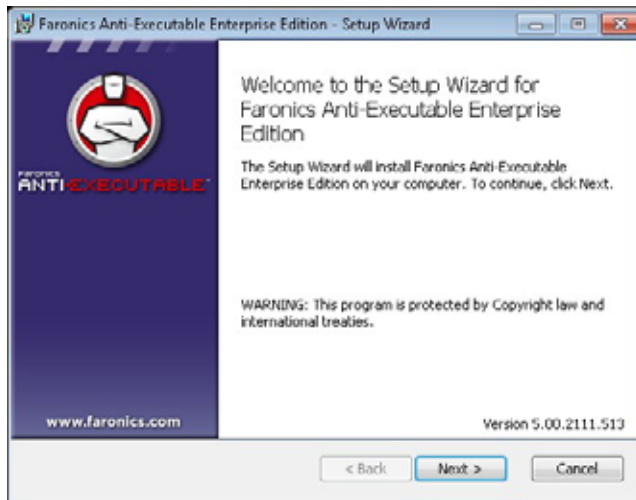 Faronics Anti-Executable Enterprise Edition - Setup Wizard
Welcome to the Setup Wizard for
Faronics Anti-Executable Enterprise
Edition
The Setup Wizard will install Faronics Anti-Executable
Enterprise Edition on your computer. To continue, click Next.
FARONICS
ANTI-EXECUTABLE™
WARNING: This program is protected by Copyright law and
international treaties.
www.faronics.com
Version 5.00.2111.513
< Back
Next >
Cancel